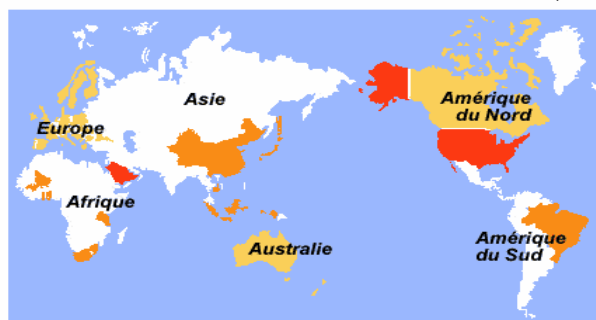 Asie
Europe
Afrique
Australie
Amérique
du Nord
Amérique
du Sud